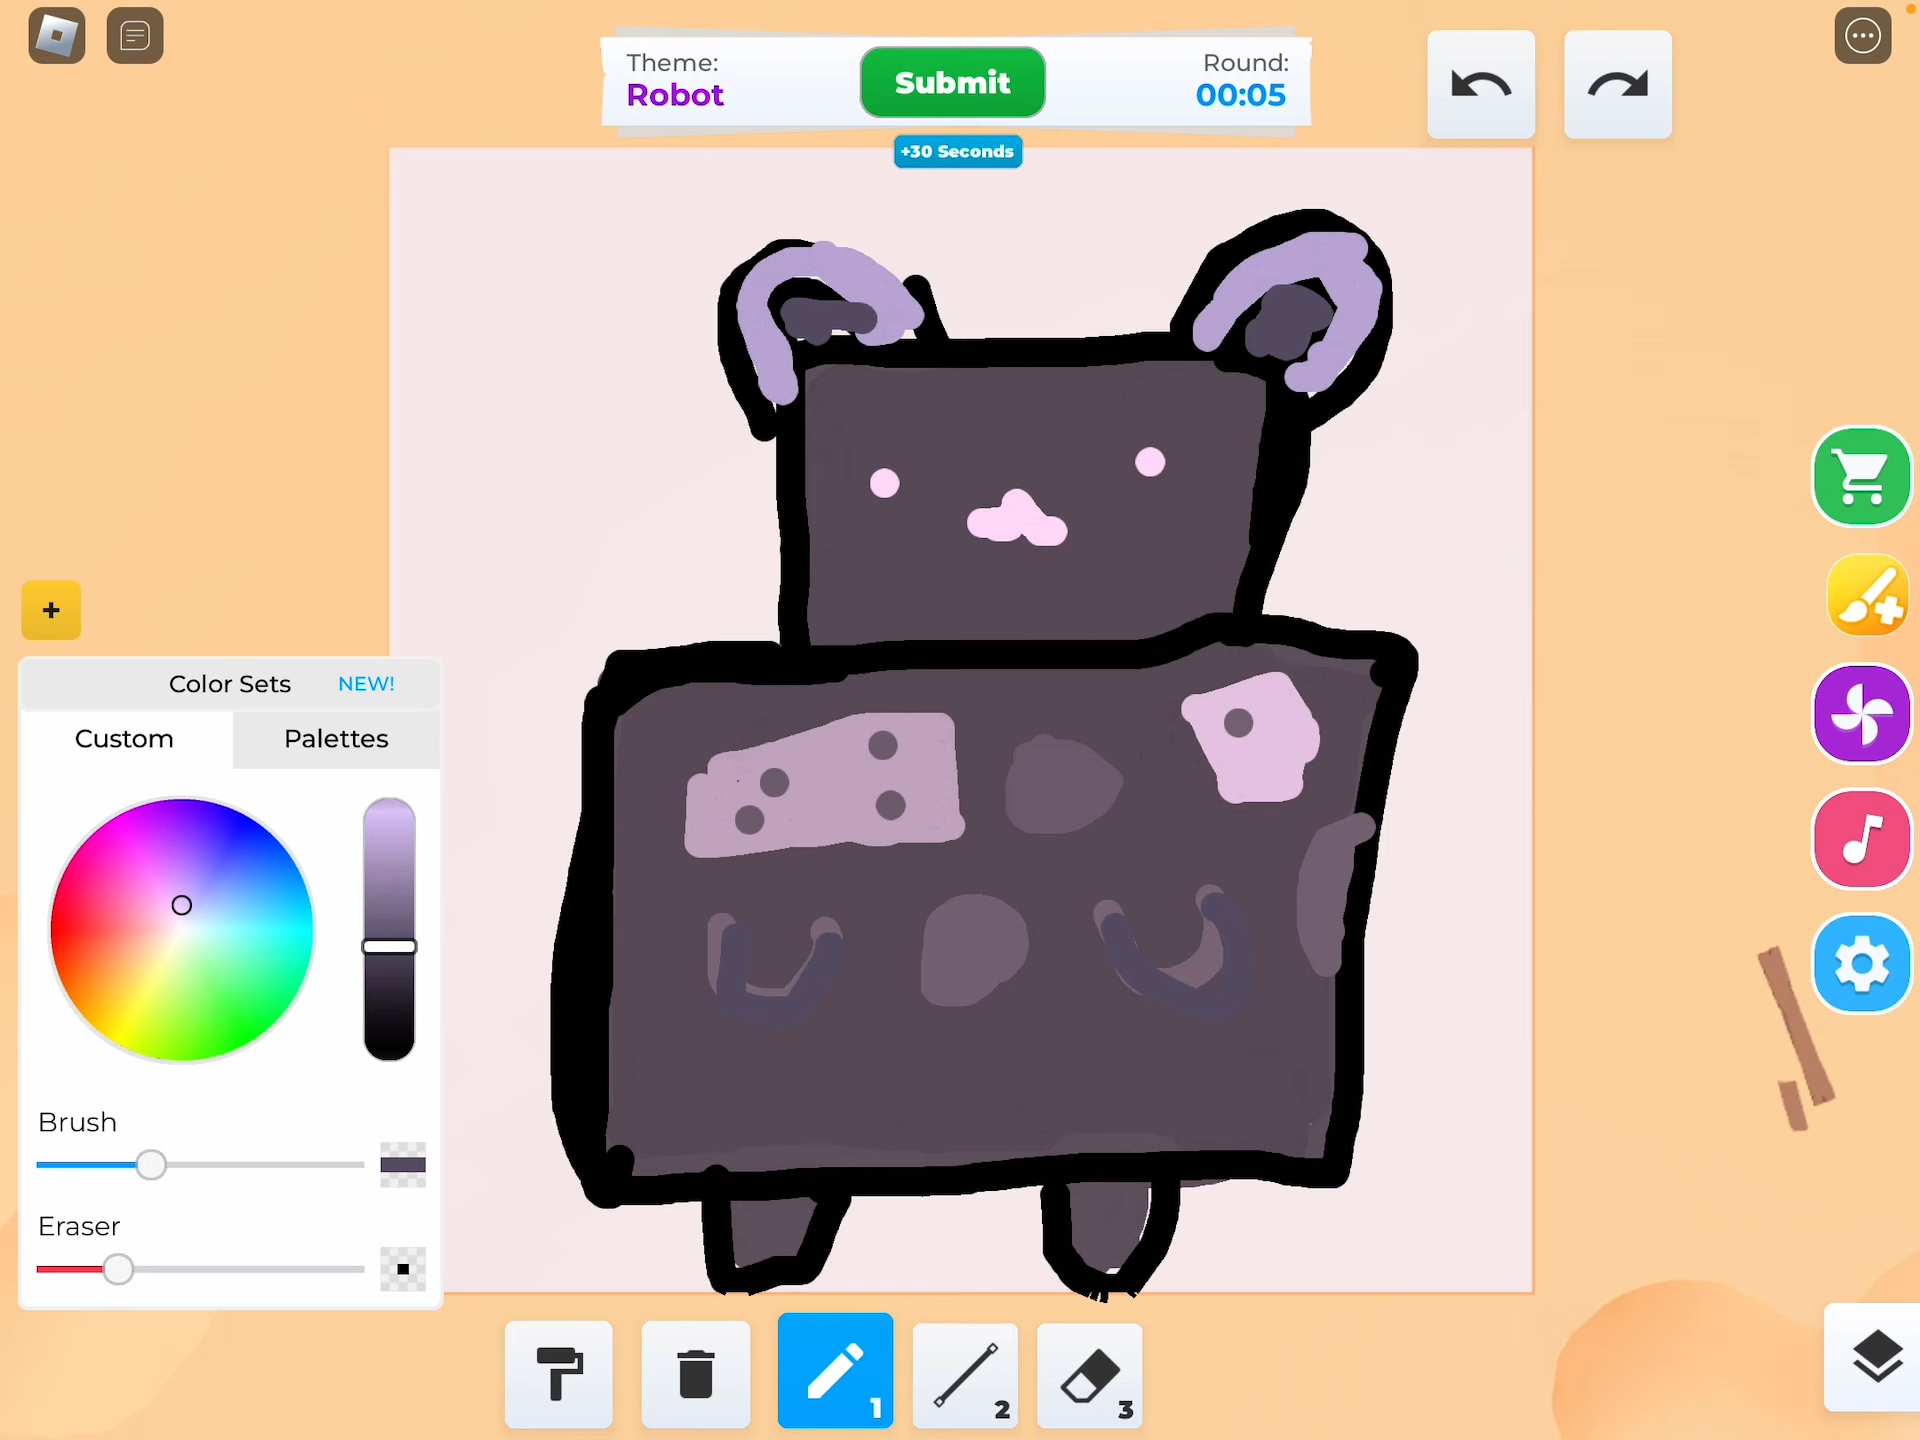 Theme:
Robot
Submit
Round:
00:05
+30 Seconds
+
Color Sets
NEW!
Custom
Palettes
Brush
Eraser
1
2
3